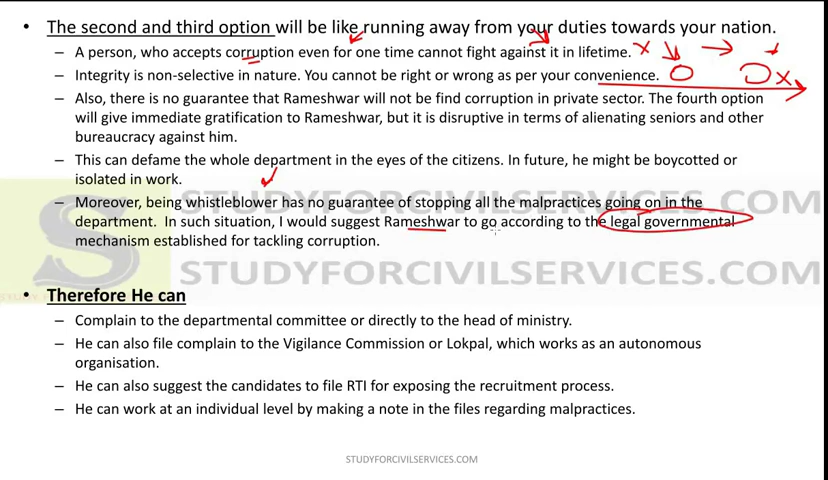 • The second and third option will be like running away from your duties towards your nation.
– A person, who accepts corruption even for one time cannot fight against it in lifetime.
– Integrity is non-selective in nature. You cannot be right or wrong as per your convenience.
– Also, there is no guarantee that Rameshwar will not be find corruption in private sector. The fourth option
will give immediate gratification to Rameshwar, but it is disruptive in terms of alienating seniors and other
bureaucracy against him.
– This can defame the whole department in the eyes of the citizens. In future, he might be boycotted or
isolated in work.
STUDYFORCIVILSERVICES.COM
– Moreover, being whistleblower has no guarantee of stopping all the malpractices going on in the
department. In such situation, I would suggest Rameshwar to go according to the legal governmental
mechanism established for tackling corruption.
STUDYFORCIVILSERVICES.COM
• Therefore He can
– Complain to the departmental committee or directly to the head of ministry.
– He can also file complain to the Vigilance Commission or Lokpal, which works as an autonomous
organisation.
– He can also suggest the candidates to file RTI for exposing the recruitment process.
– He can work at an individual level by making a note in the files regarding malpractices.
STUDYFORCIVILSERVICES.COM